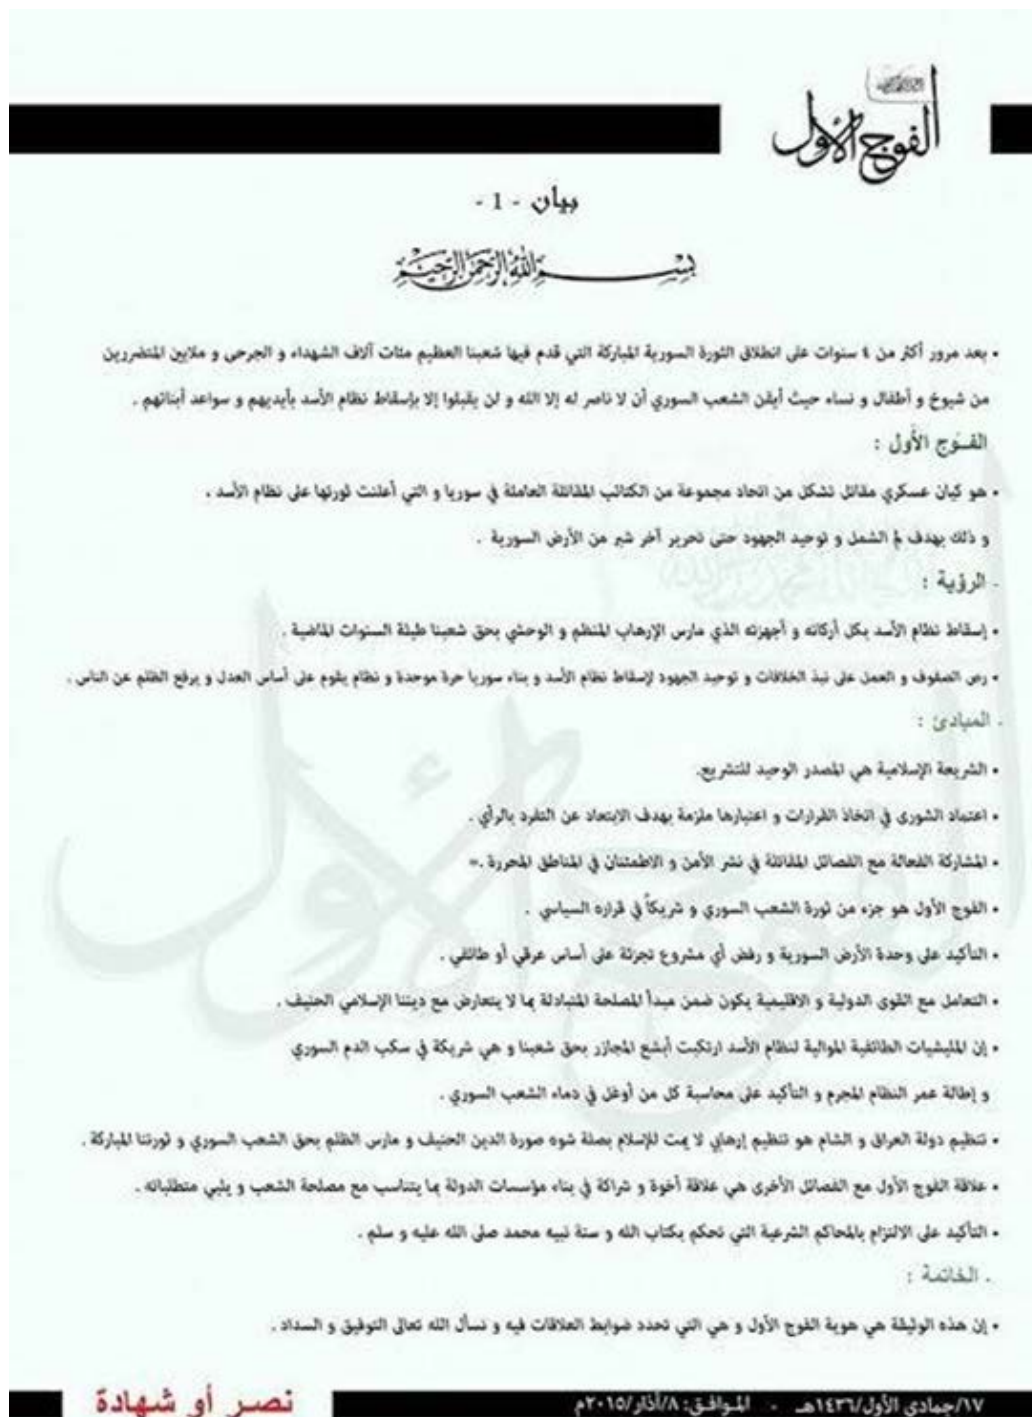 الفوج الأول
بيان - 1 -
بسم الله الرحمن الرحيم
• بعد مرور أكثر من ٤ سنوات على انطلاق الثورة السورية المباركة التي قدم فيها شعبنا العظيم مئات آلاف الشهداء و الجرحى و ملايين المتضررين
من شيوخ و أطفال و نساء حيث أيقن الشعب السوري أن لا ناصر له إلا الله و لن يقبلوا إلا بإسقاط نظام الأسد بأيديهم و سواعد أبنائهم .
الفـوج الأول :
• هو كيان عسكري مقاتل تشكل من اتحاد مجموعة من الكتائب المقاتلة العاملة في سوريا و التي أعلنت ثورتها على نظام الأسد .
و ذلك بهدف لم الشمل و توحيد الجهود حتى تحرير آخر شبر من الأرض السورية .
. الرؤية :
• إسقاط نظام الأسد بكل أركانه و أجهزته الذي مارس الإرهاب المنظم و الوحشي بحق شعبنا طيلة السنوات الماضية .
• رص الصفوف و العمل على نبذ الخلافات و توحيد الجهود لإسقاط نظام الأسد و بناء سوريا حرة موحدة و نظام يقوم على أساس العدل و يرفع الظلم عن الناس .
. المبادئ :
• الشريعة الإسلامية هي المصدر الوحيد للتشريع.
• اعتماد الشورى في اتخاذ القرارات و اعتبارها ملزمة بهدف الابتعاد عن التفرد بالرأي .
• المشاركة الفعالة مع الفصائل المقاتلة في نشر الأمن و الاطمئنان في المناطق المحررة .=
• الفوج الأول هو جزء من ثورة الشعب السوري و شريكاً في قراره السياسي .
• التأكيد على وحدة الأرض السورية و رفض أي مشروع تجزئة على أساس عرقي أو طائفي .
• التعامل مع القوى الدولية و الاقليمية يكون ضمن مبدأ المصلحة المتبادلة بما لا يتعارض مع ديننا الإسلامي الحنيف .
• إن المليشيات الطائفية الموالية لنظام الأسد ارتكبت أبشع المجازر بحق شعبنا و هي شريكة في سكب الدم السوري
و إطالة عمر النظام المجرم و التأكيد على محاسبة كل من أوغل في دماء الشعب السوري .
• تنظيم دولة العراق و الشام هو تنظيم إرهابي لا يمت للإسلام بصلة شوه صورة الدين الحنيف و مارس الظلم بحق الشعب السوري و ثورتنا المباركة .
• علاقة الفوج الأول مع الفصائل الأخرى هي علاقة أخوة و شراكة في بناء مؤسسات الدولة بما يتناسب مع مصلحة الشعب و يلبي متطلباته .
• التأكيد على الالتزام بالمحاكم الشرعية التي تحكم بكتاب الله و سنة نبيه محمد صلى الله عليه و سلم .
. الخاتمة :
• إن هذه الوثيقة هي هوية الفوج الأول و هي التي تحدد ضوابط العلاقات فيه و نسأل الله تعالى التوفيق و السداد .
١٧/جمادى الأول/١٤٣٦هـ - الموافق: ٨/آذار/٢٠١٥م
نصر أو شهادة